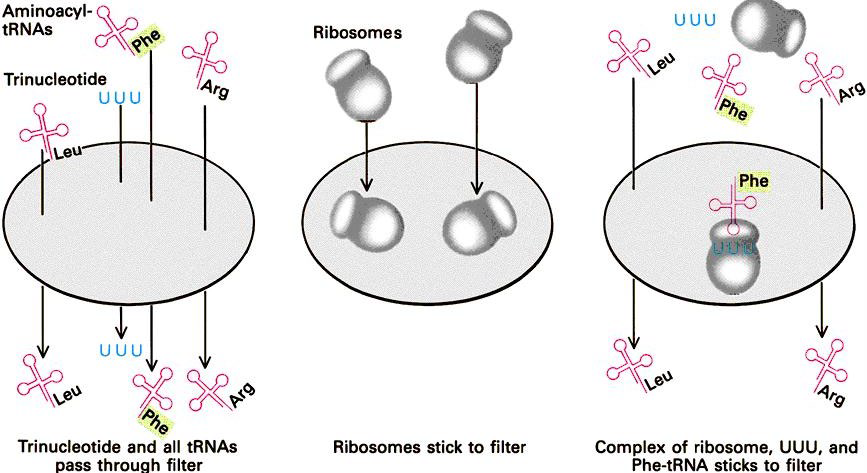 Aminoacyl-
tRNAs
Phe
Arg
Trinucleotide
UUU
Leu
Leu
UUU
Phe
Arg
Trinucleotide and all tRNAs
pass through filter
Ribosomes
Ribosomes stick to filter
UUU
Leu
Phe
Arg
Phe
UUU
Leu
Arg
Complex of ribosome, UUU, and
Phe-tRNA sticks to filter